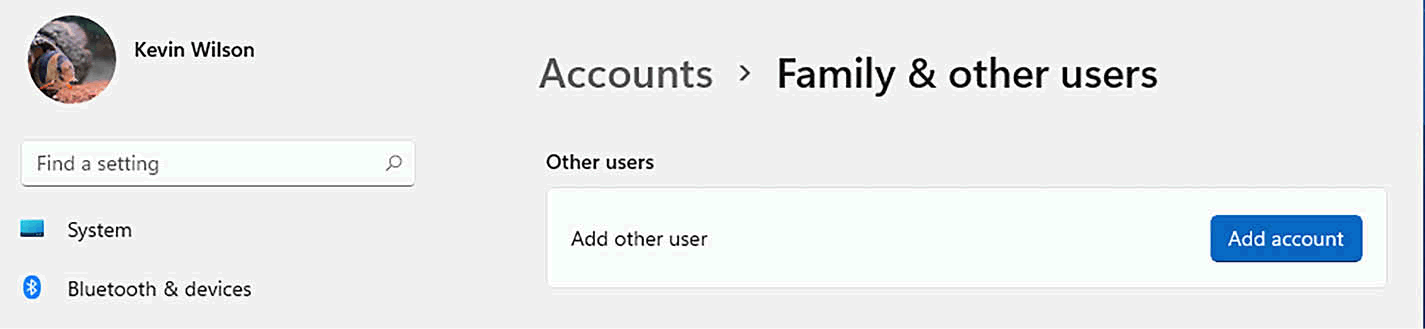 Kevin Wilson
Accounts > Family & other users
Find a setting
Other users
System
Add other user
Add account
Bluetooth & devices